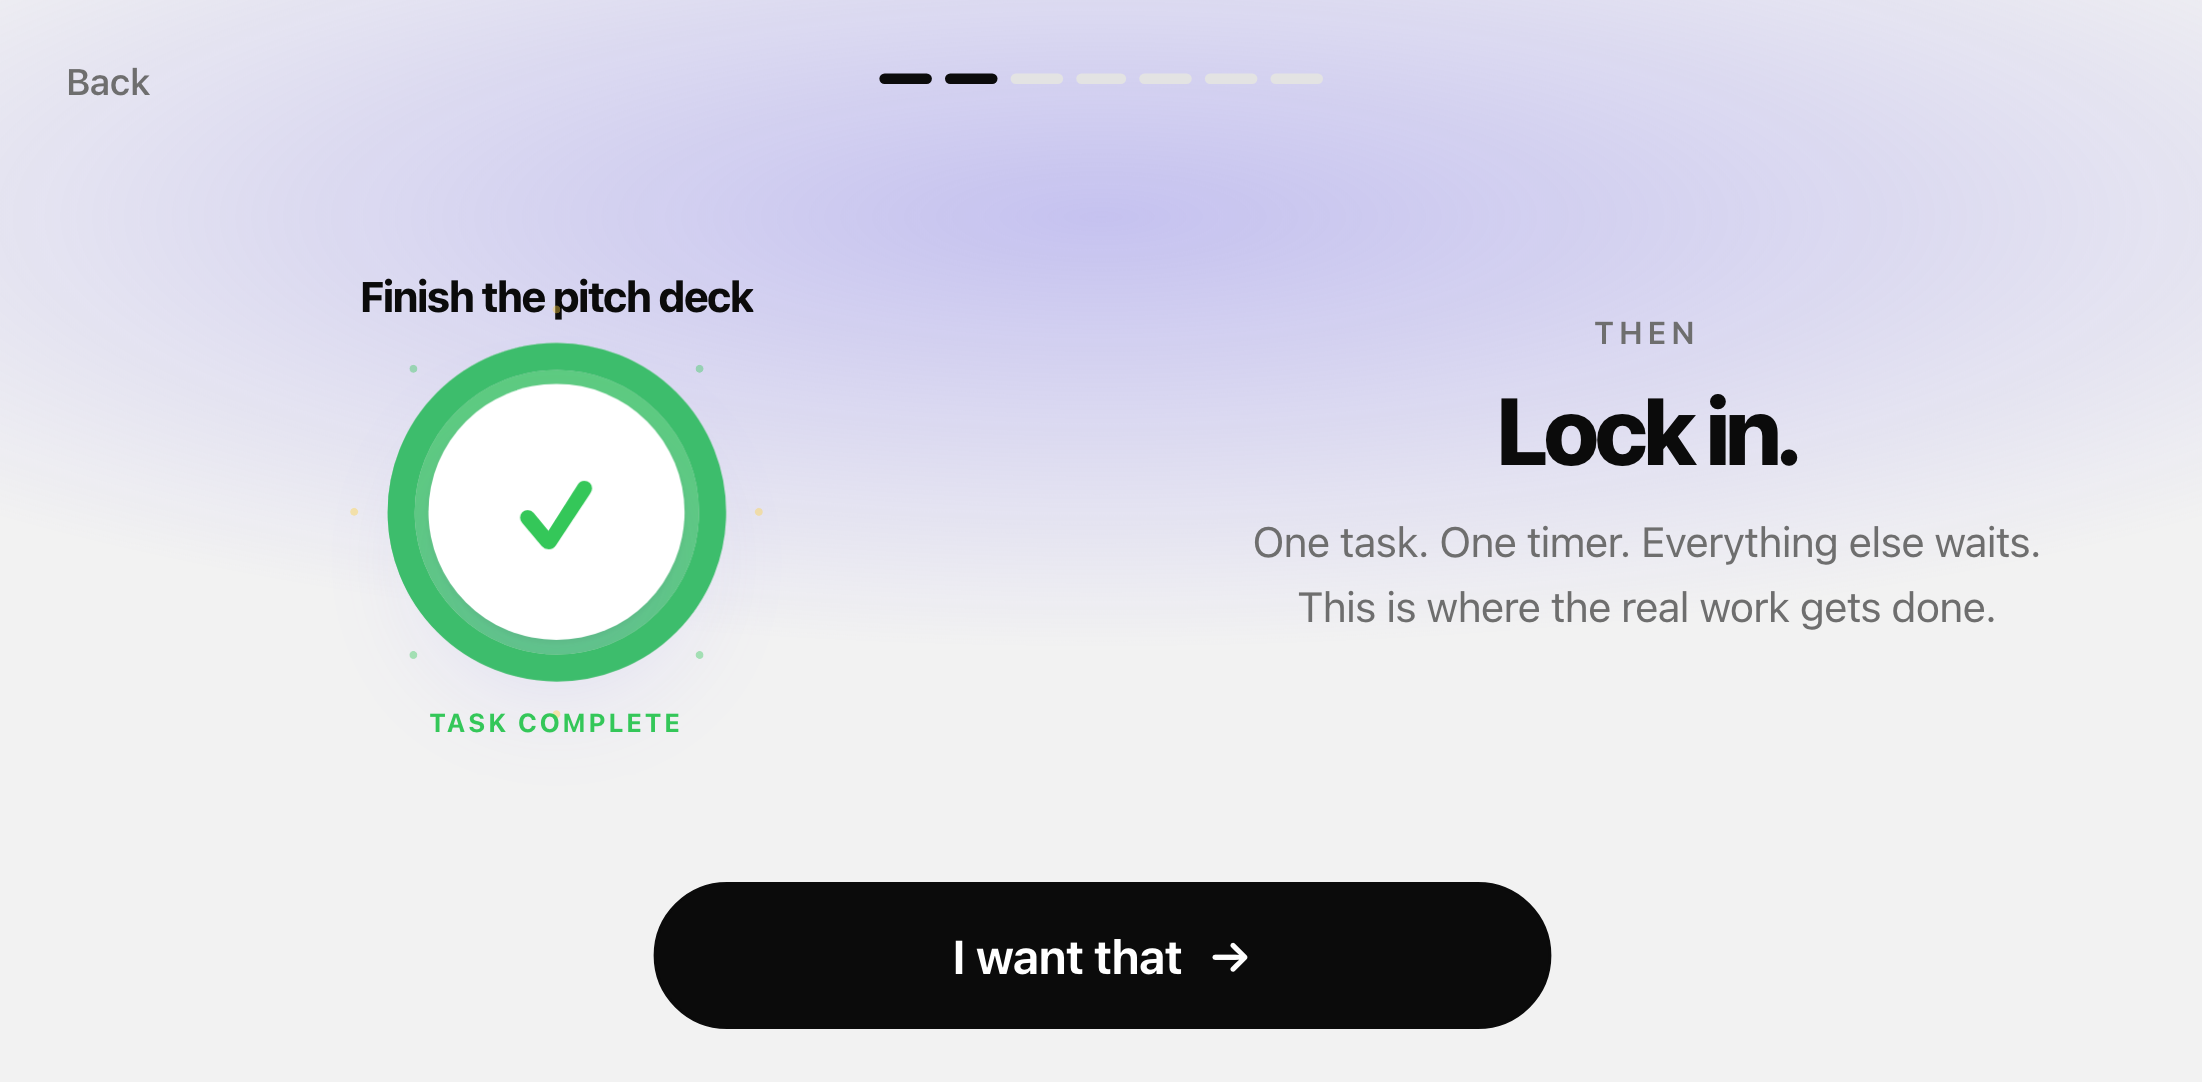 Back
Finish the pitch deck
TASK COMPLETE
THEN
Lock in.
One task. One timer. Everything else waits.
This is where the real work gets done.
I want that →